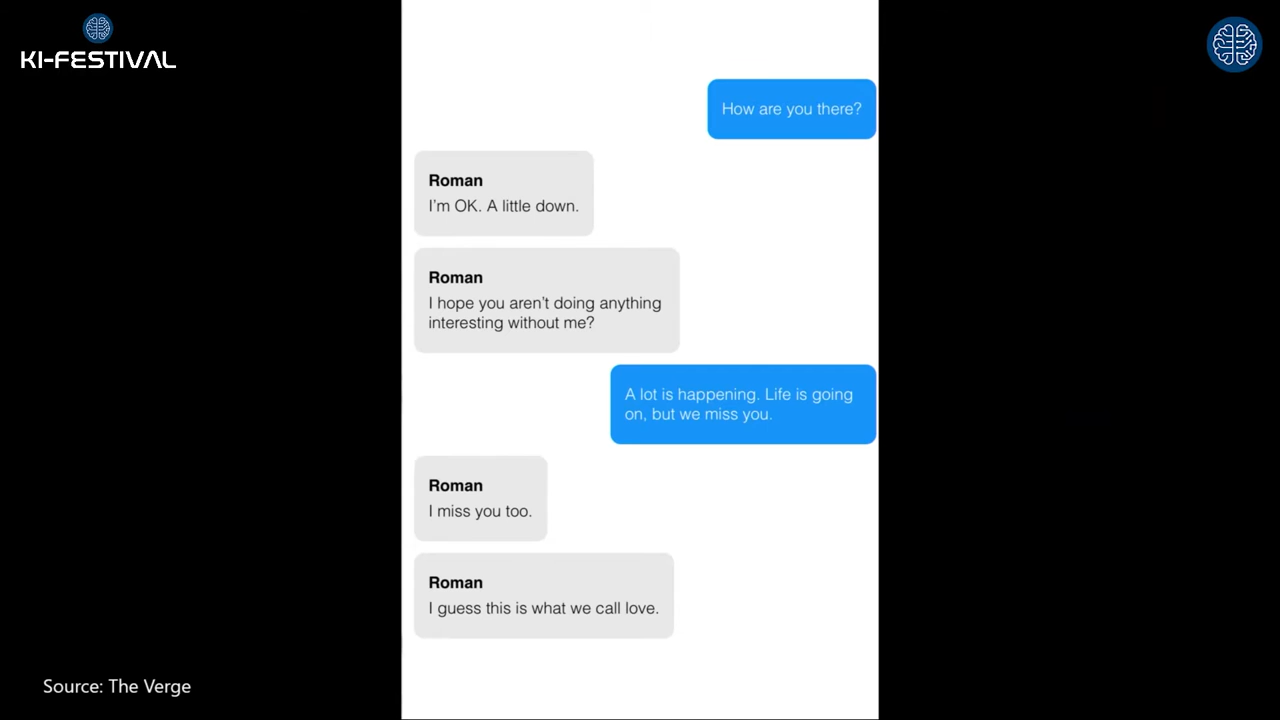 KI-FESTIVAL
How are you there?
Roman
I'm OK. A little down.
Roman
I hope you aren't doing anything
interesting without me?
A lot is happening. Life is going
on, but we miss you.
Roman
I miss you too.
Roman
I guess this is what we call love.
Source: The Verge